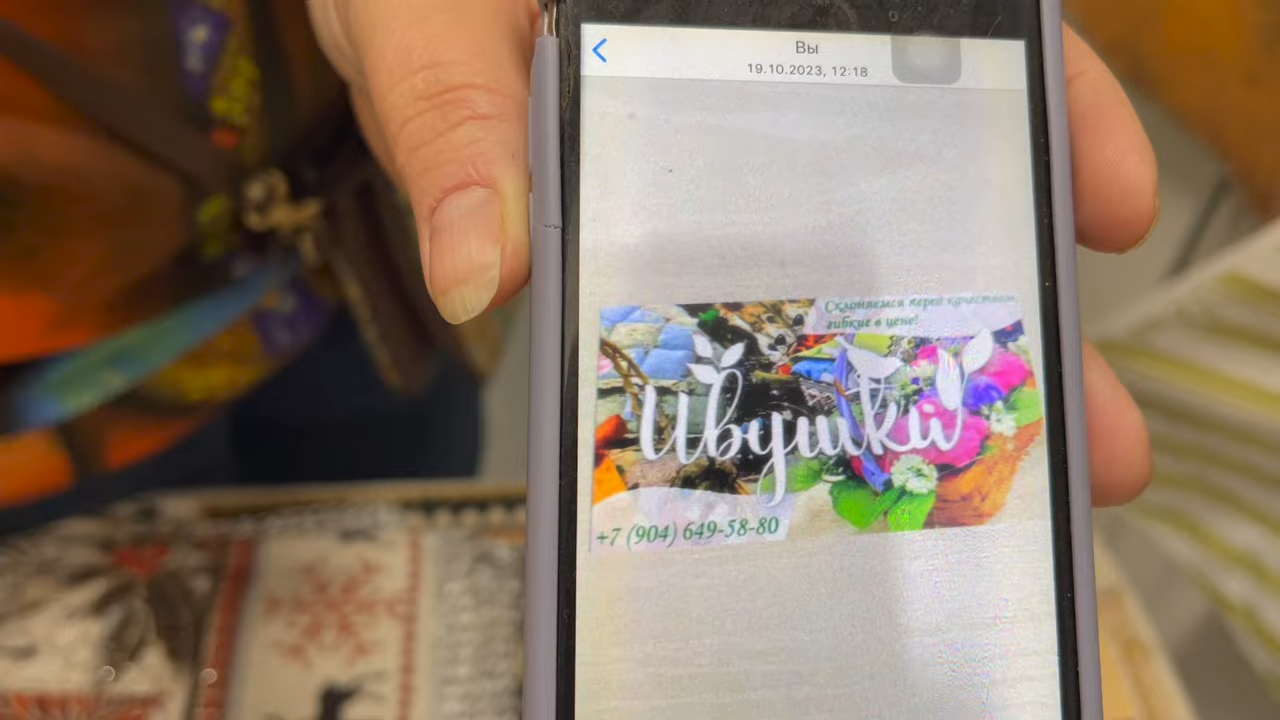 Вы
19.10.2023, 12:18
Склоняемся перед качеством,
гибкие в цене!
Ивушки
+7 (904) 649-58-80